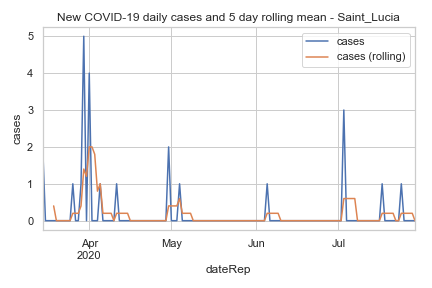 New COVID-19 daily cases and 5 day rolling mean - Saint_Lucia
cases
cases (rolling)
5
4
3
2
1
0
cases
Apr
2020
May
Jun
Jul
dateRep